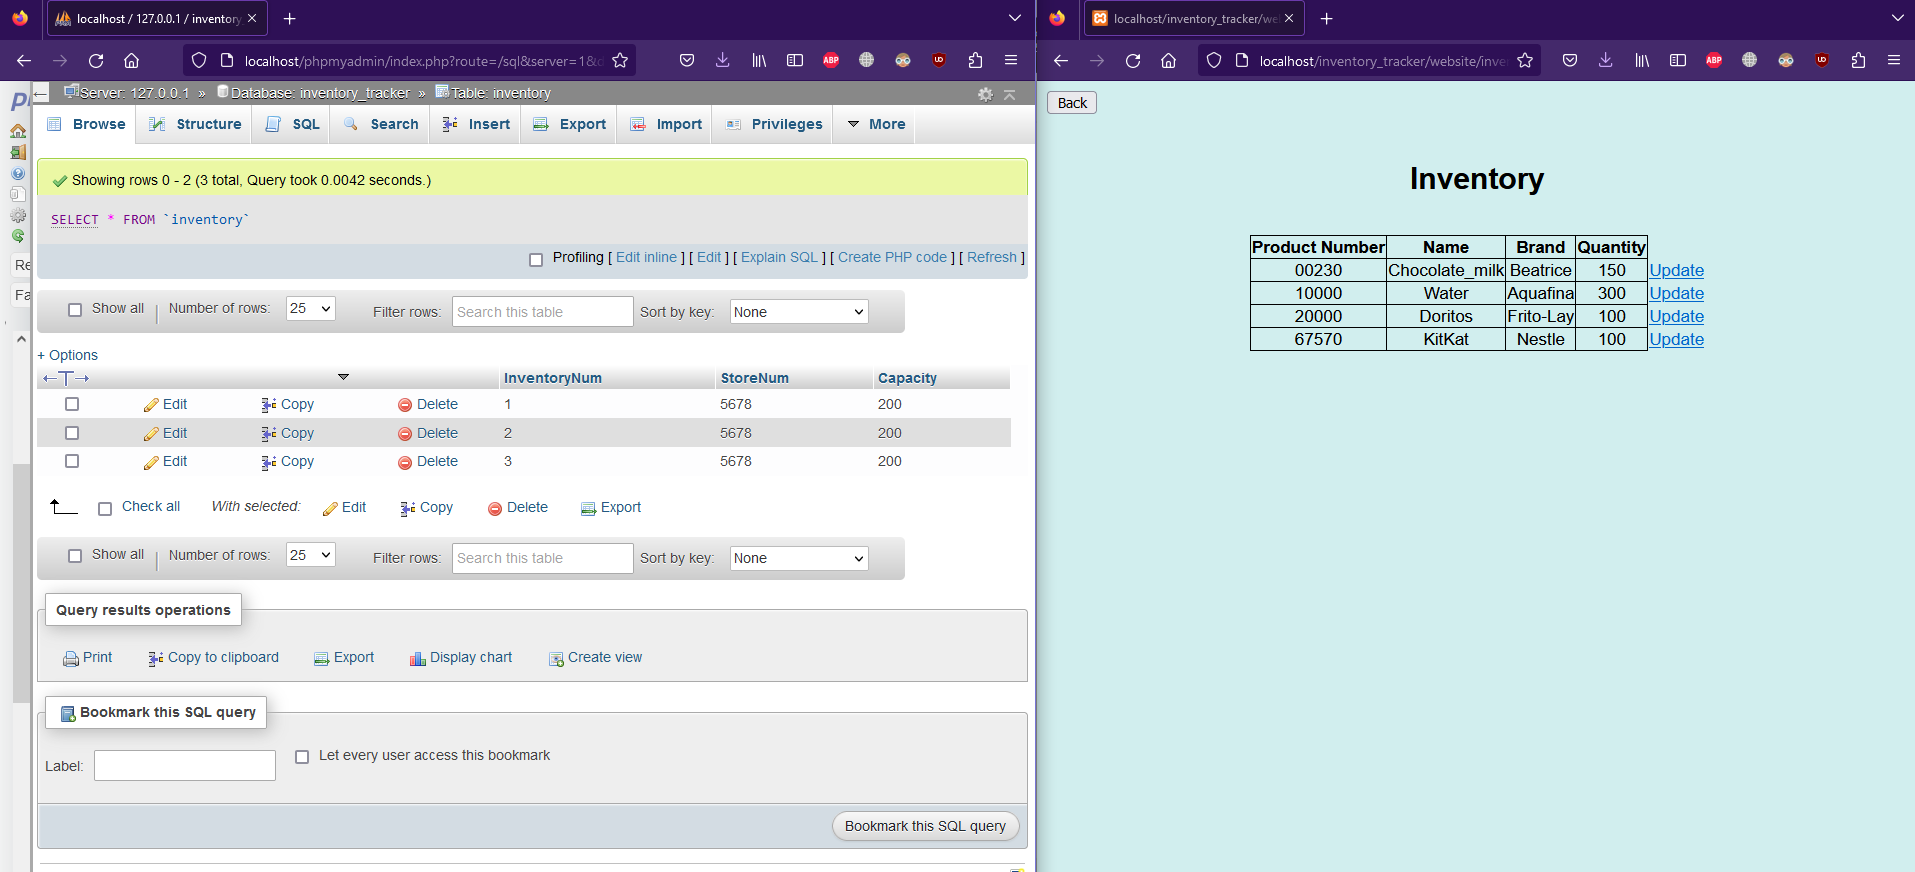 localhost / 127.0.0.1 / inventory
localhost/phpmyadmin/index.php?route=/sql&server=1&
Server: 127.0.0.1 » Database: inventory_tracker » Table: inventory
Browse Structure SQL Search Insert Export Import Privileges More
Showing rows 0 - 2 (3 total, Query took 0.0042 seconds.)
SELECT * FROM `inventory`
Profiling [ Edit inline ] [ Edit ] [ Explain SQL ] [ Create PHP code ] [ Refresh ]
Re
Fa
Show all Number of rows: 25 Filter rows: Search this table Sort by key: None
+ Options
InventoryNum StoreNum Capacity
Edit Copy Delete 1 5678 200
Edit Copy Delete 2 5678 200
Edit Copy Delete 3 5678 200
Check all With selected: Edit Copy Delete Export
Show all Number of rows: 25 Filter rows: Search this table Sort by key: None
Query results operations
Print Copy to clipboard Export Display chart Create view
Bookmark this SQL query
Label: Let every user access this bookmark
Bookmark this SQL query
localhost/inventory_tracker/we
localhost/inventory_tracker/website/inve
ABP
ABP
Back
Inventory
Product Number Name Brand Quantity
00230 Chocolate_milk Beatrice 150 Update
10000 Water Aquafina 300 Update
20000 Doritos Frito-Lay 100 Update
67570 KitKat Nestle 100 Update